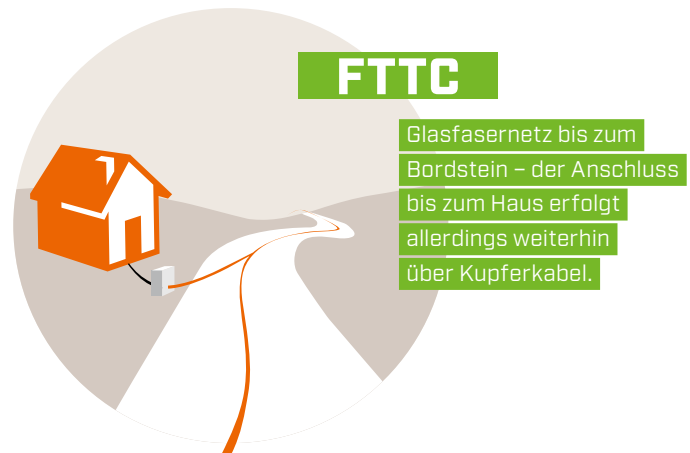 FTTC
Glasfasernetz bis zum
Bordstein – der Anschluss
bis zum Haus erfolgt
allerdings weiterhin
über Kupferkabel.